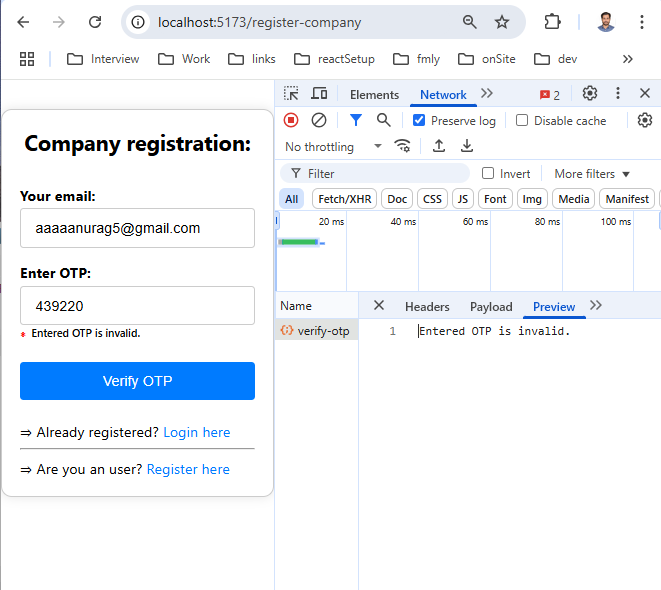 localhost:5173/register-company
Interview Work links reactSetup fmly onSite dev
Elements Network 2
Preserve log Disable cache
No throttling
Filter Invert More filters
All Fetch/XHR Doc CSS JS Font Img Media Manifest
20 ms 40 ms 60 ms 80 ms 100 ms
Name Headers Payload Preview
verify-otp 1 Entered OTP is invalid.
Company registration:
Your email:
aaaaanurag5@gmail.com
Enter OTP:
439220
* Entered OTP is invalid.
Verify OTP
⇒ Already registered? Login here
⇒ Are you an user? Register here